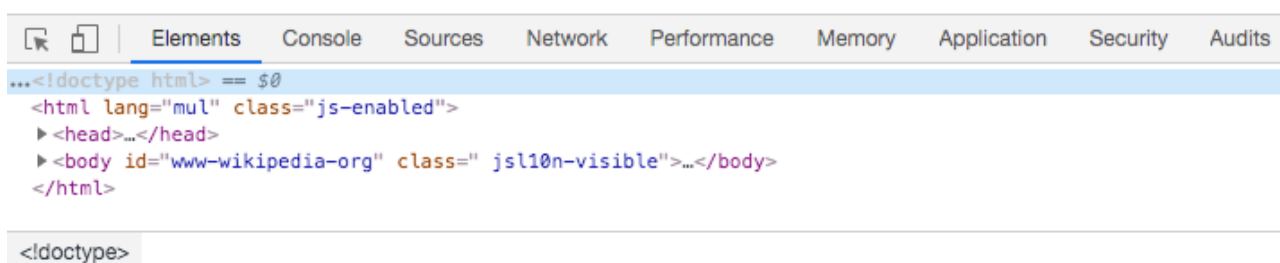 Elements Console Sources Network Performance Memory Application Security Audits
…<!doctype html> == $0
<html lang="mul" class="js-enabled">
<head>…</head>
<body id="www-wikipedia-org" class=" jsl10n-visible">…</body>
</html>
<!doctype>